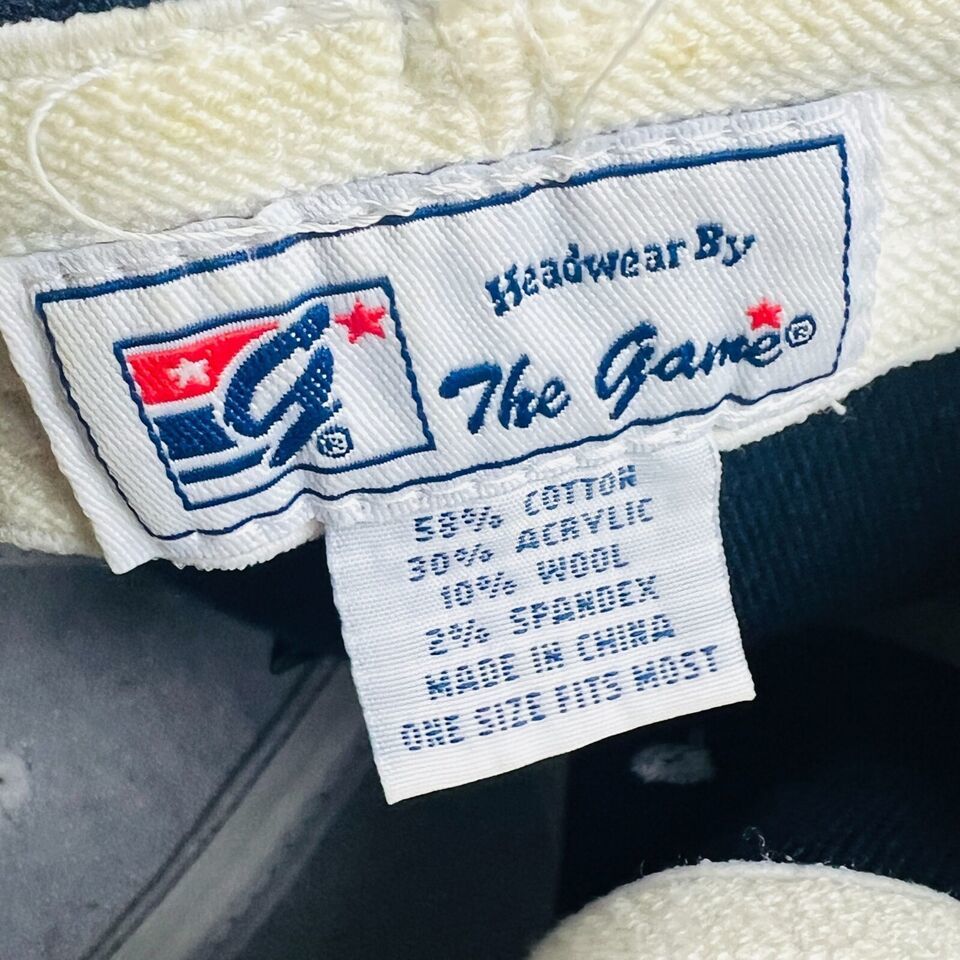 G®
Headwear By
The Game®
58% COTTON
30% ACRYLIC
10% WOOL
2% SPANDEX
MADE IN CHINA
ONE SIZE FITS MOST